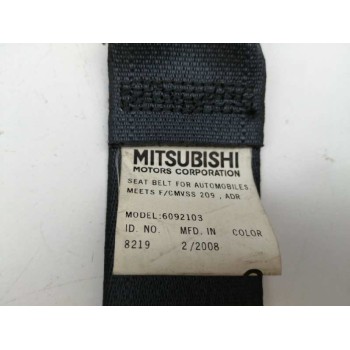 MITSUBISHI
MOTORS CORPORATION
SEAT BELT FOR AUTOMOBILES
MEETS F/CMVSS 209 , ADR
MODEL:6092103
ID. NO. MFD. IN COLOR
8219 2/2008